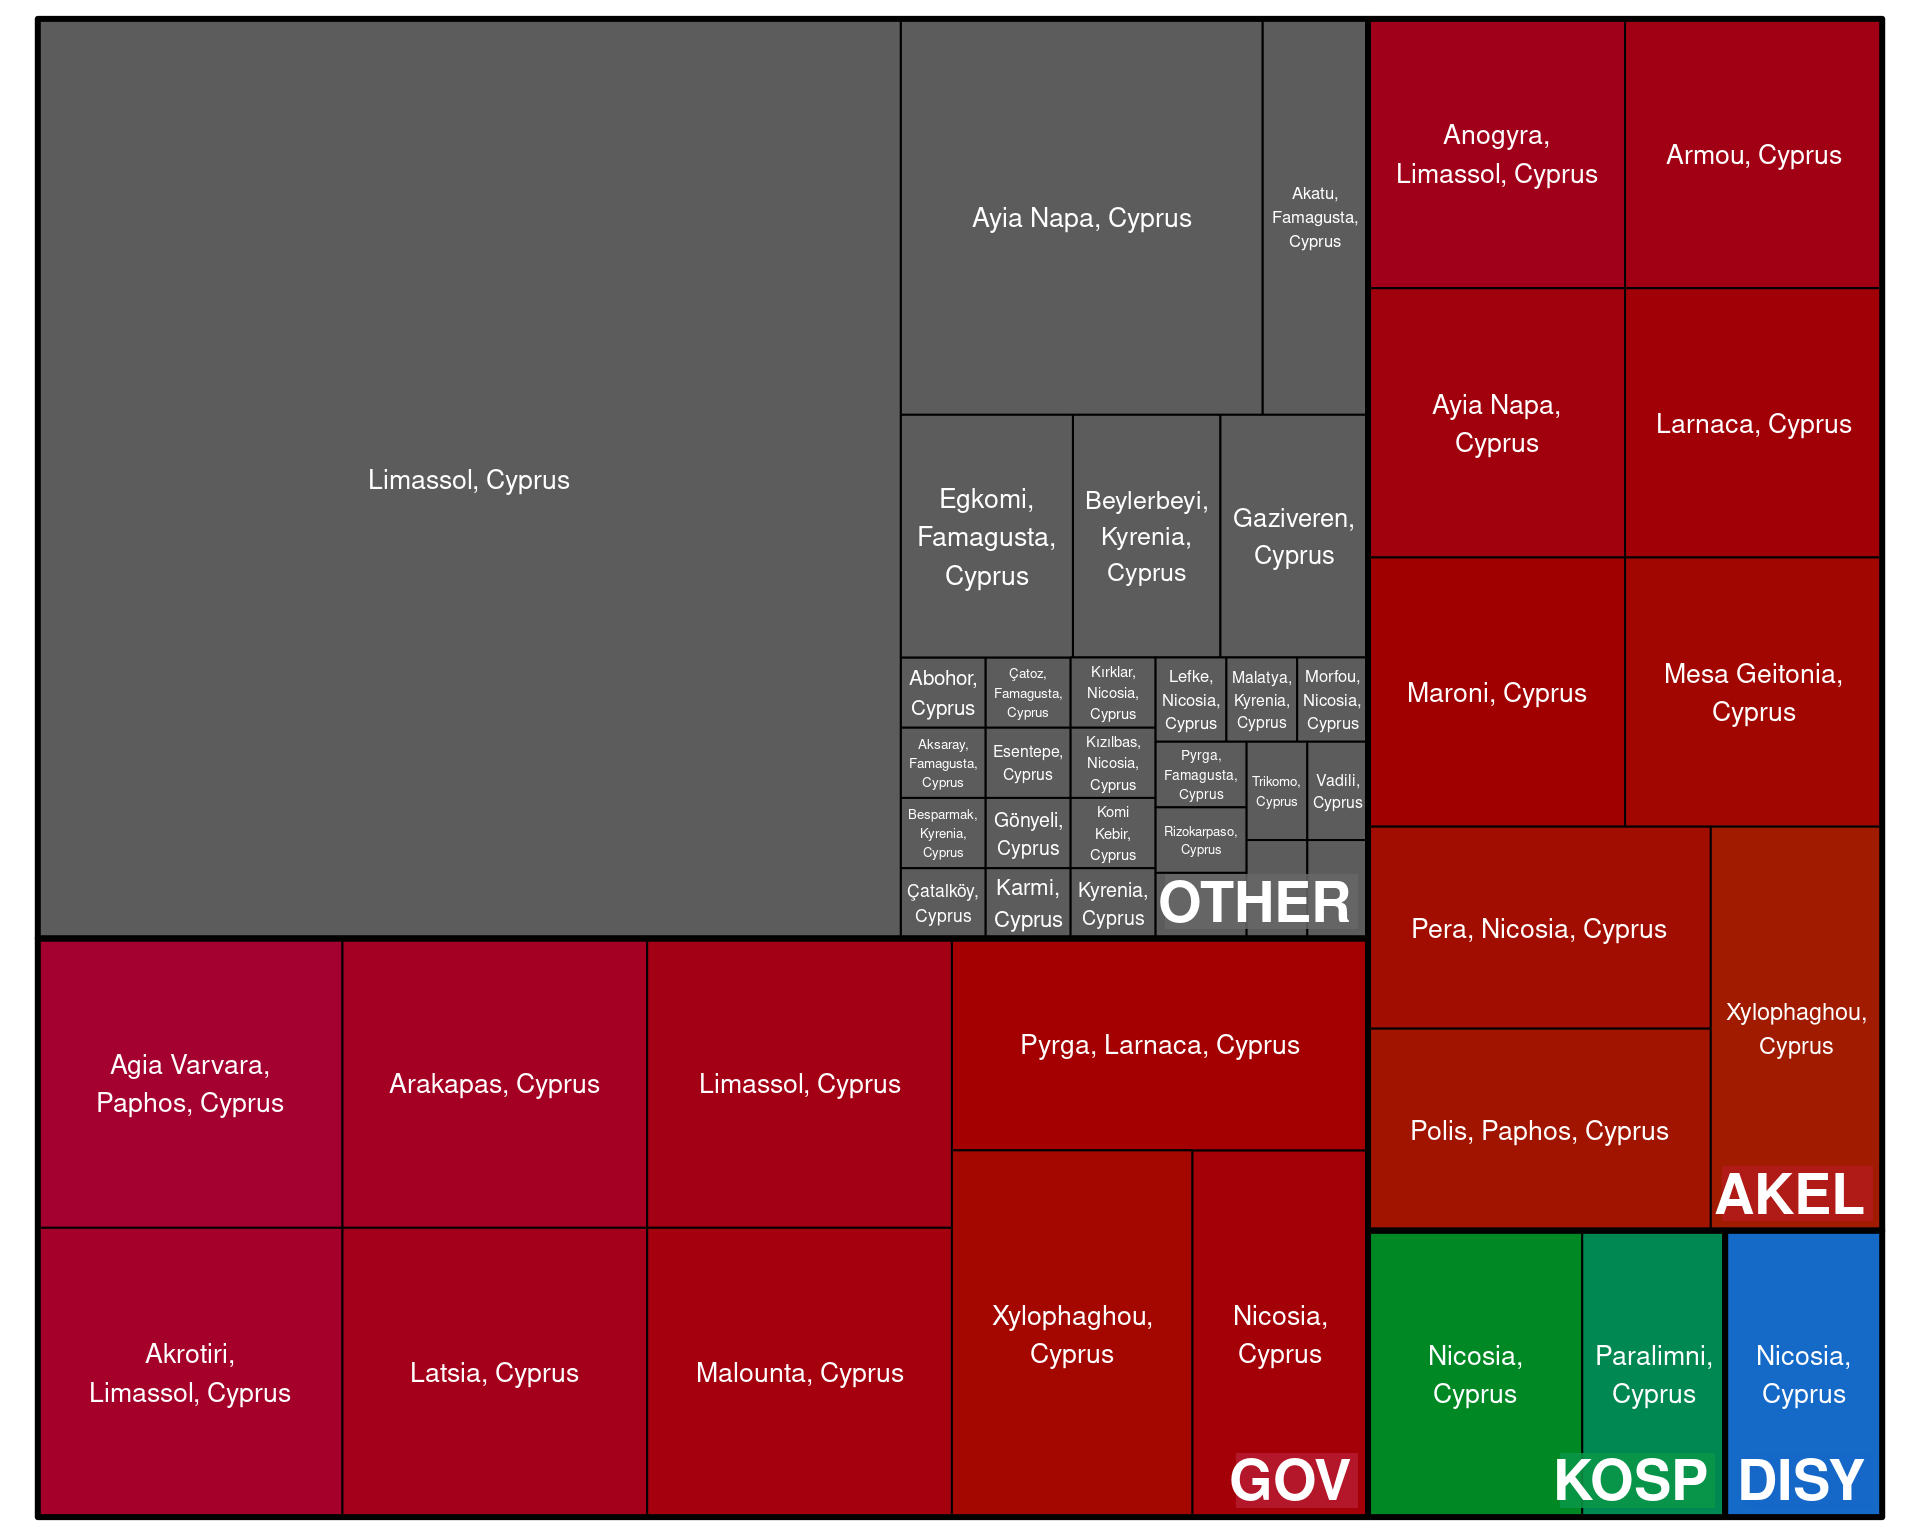 Limassol, Cyprus
Ayia Napa, Cyprus
Akatu,
Famagusta,
Cyprus
Egkomi,
Famagusta,
Cyprus
Beylerbeyi,
Kyrenia,
Cyprus
Gaziveren,
Cyprus
Abohor,
Cyprus
Çatoz,
Famagusta,
Cyprus
Kırklar,
Nicosia,
Cyprus
Lefke,
Nicosia,
Cyprus
Malatya,
Kyrenia,
Cyprus
Morfou,
Nicosia,
Cyprus
Aksaray,
Famagusta,
Cyprus
Esentepe,
Cyprus
Kızılbas,
Nicosia,
Cyprus
Pyrga,
Famagusta,
Cyprus
Trikomo,
Cyprus
Vadili,
Cyprus
Besparmak,
Kyrenia,
Cyprus
Gönyeli,
Cyprus
Komi
Kebir,
Cyprus
Rizokarpaso,
Cyprus
Çatalköy,
Cyprus
Karmi,
Cyprus
Kyrenia,
Cyprus
OTHER
Anogyra,
Limassol, Cyprus
Armou, Cyprus
Ayia Napa,
Cyprus
Larnaca, Cyprus
Maroni, Cyprus
Mesa Geitonia,
Cyprus
Pera, Nicosia, Cyprus
Polis, Paphos, Cyprus
Xylophaghou,
Cyprus
AKEL
Agia Varvara,
Paphos, Cyprus
Arakapas, Cyprus
Limassol, Cyprus
Pyrga, Larnaca, Cyprus
Akrotiri,
Limassol, Cyprus
Latsia, Cyprus
Malounta, Cyprus
Xylophaghou,
Cyprus
Nicosia,
Cyprus
GOV
Nicosia,
Cyprus
Paralimni,
Cyprus
KOSP
Nicosia,
Cyprus
DISY